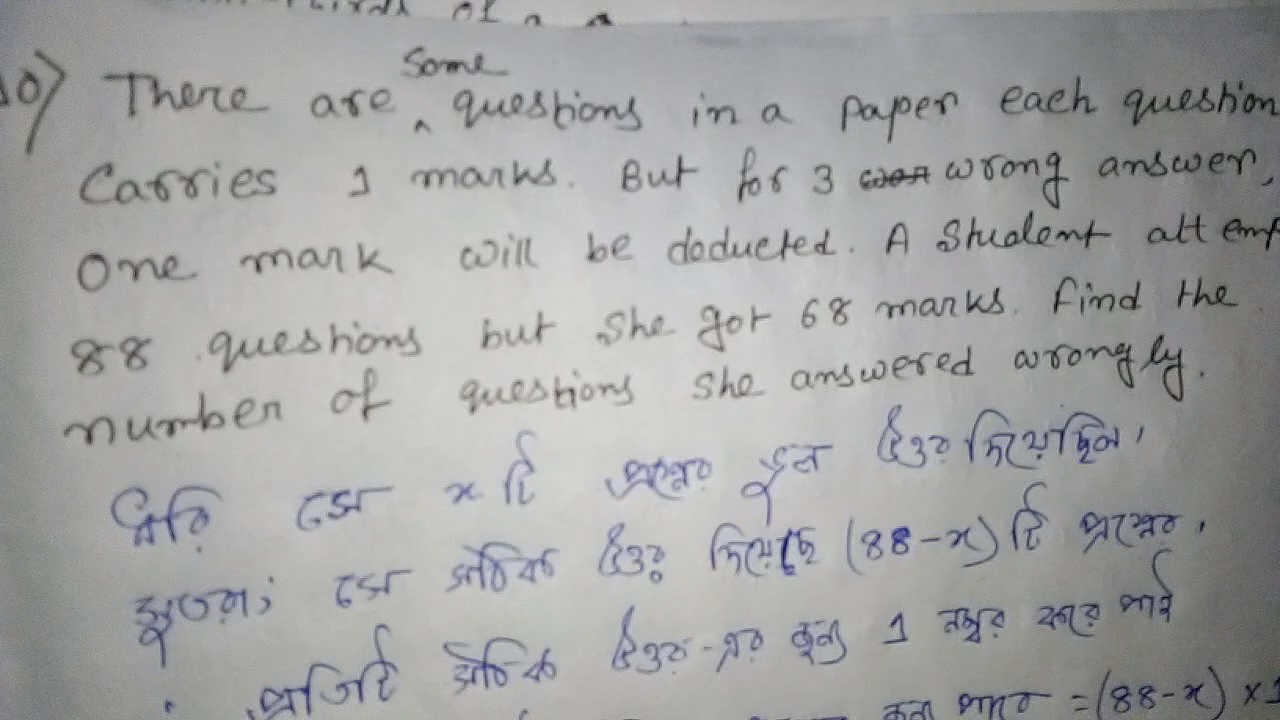 10) There are some questions in a paper each question
Carries 1 marks. But for 3 wrong answer,
One mark will be doducted. A Student attemp
88 questions but she got 68 marks. Find the
number of questions she answered wrongly.
ধরি সে x টি প্রশ্নের ভুল উত্তর দিয়েছিল।
সুতরাং সে সঠিক উত্তর দিয়েছে (88-x) টি প্রশ্নের।
প্রতিটি সঠিক উত্তর-এর জন্য 1 নম্বর করে পাই
জন্য পাবে = (88-x) × 1